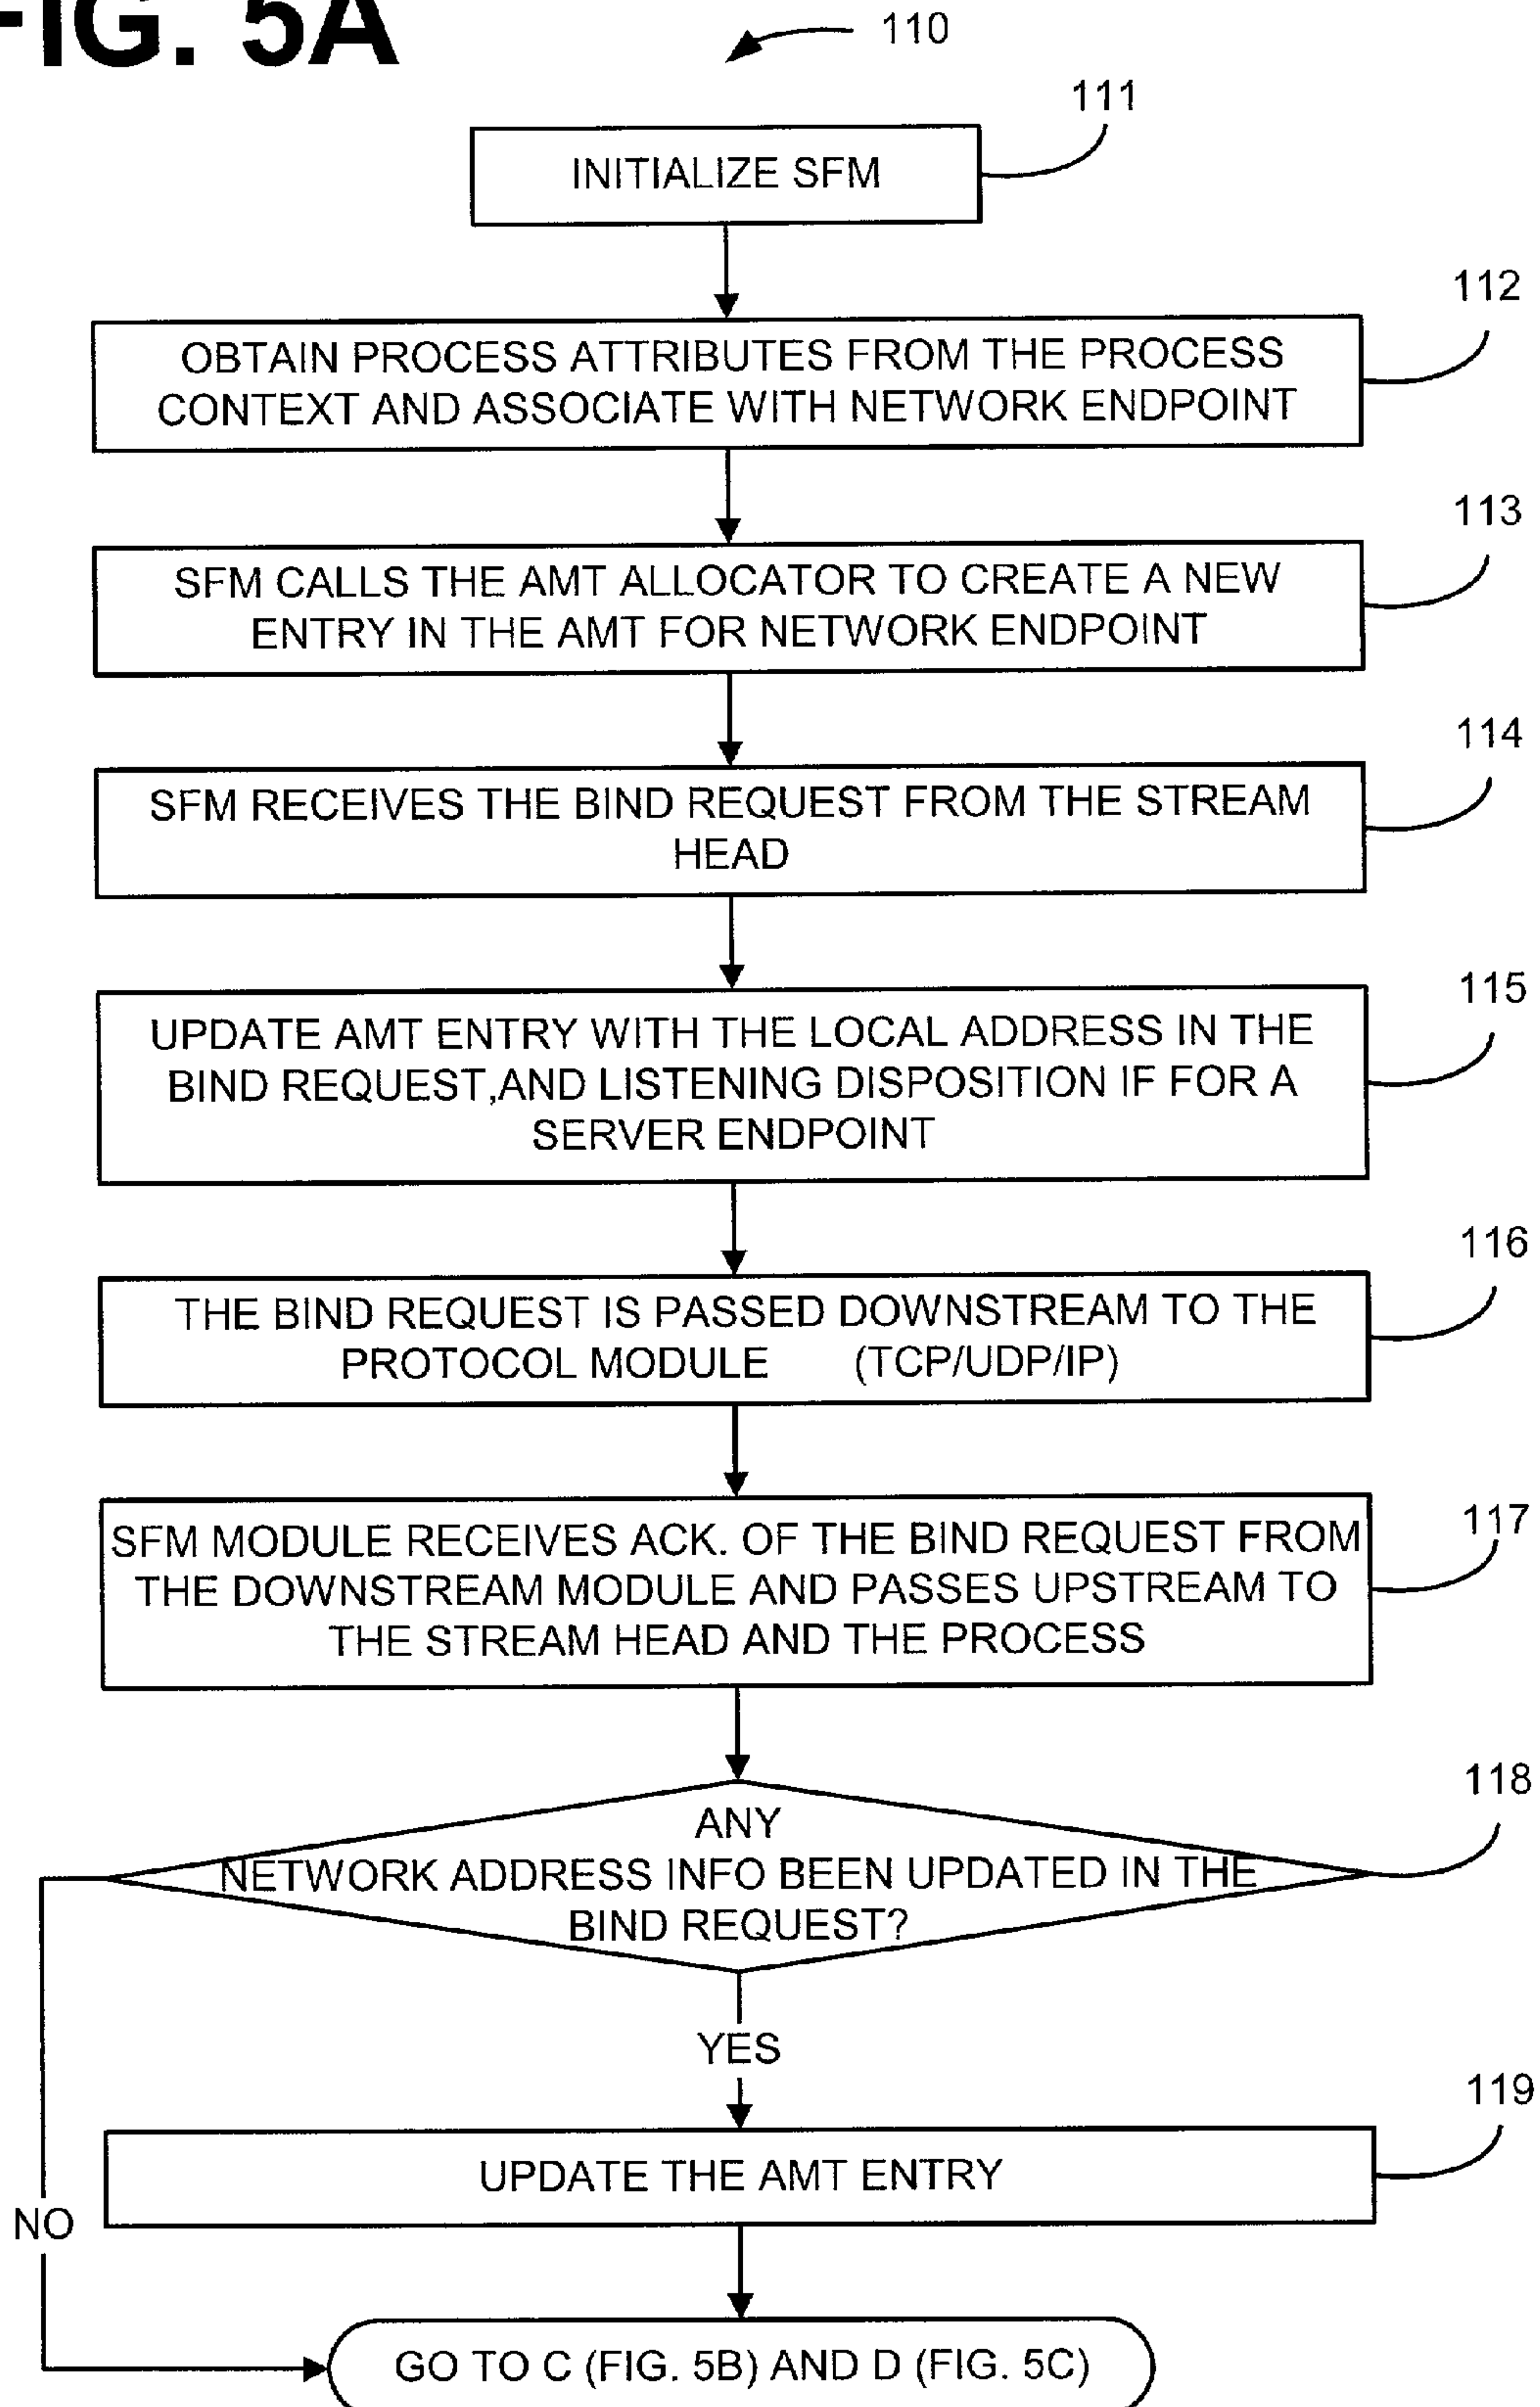 FIG. 5A
110
111
INITIALIZE SFM
112
OBTAIN PROCESS ATTRIBUTES FROM THE PROCESS
CONTEXT AND ASSOCIATE WITH NETWORK ENDPOINT
113
SFM CALLS THE AMT ALLOCATOR TO CREATE A NEW
ENTRY IN THE AMT FOR NETWORK ENDPOINT
114
SFM RECEIVES THE BIND REQUEST FROM THE STREAM
HEAD
115
UPDATE AMT ENTRY WITH THE LOCAL ADDRESS IN THE
BIND REQUEST,AND LISTENING DISPOSITION IF FOR A
SERVER ENDPOINT
116
THE BIND REQUEST IS PASSED DOWNSTREAM TO THE
PROTOCOL MODULE (TCP/UDP/IP)
117
SFM MODULE RECEIVES ACK. OF THE BIND REQUEST FROM
THE DOWNSTREAM MODULE AND PASSES UPSTREAM TO
THE STREAM HEAD AND THE PROCESS
118
ANY
NETWORK ADDRESS INFO BEEN UPDATED IN THE
BIND REQUEST?
YES
119
UPDATE THE AMT ENTRY
NO
GO TO C (FIG. 5B) AND D (FIG. 5C)